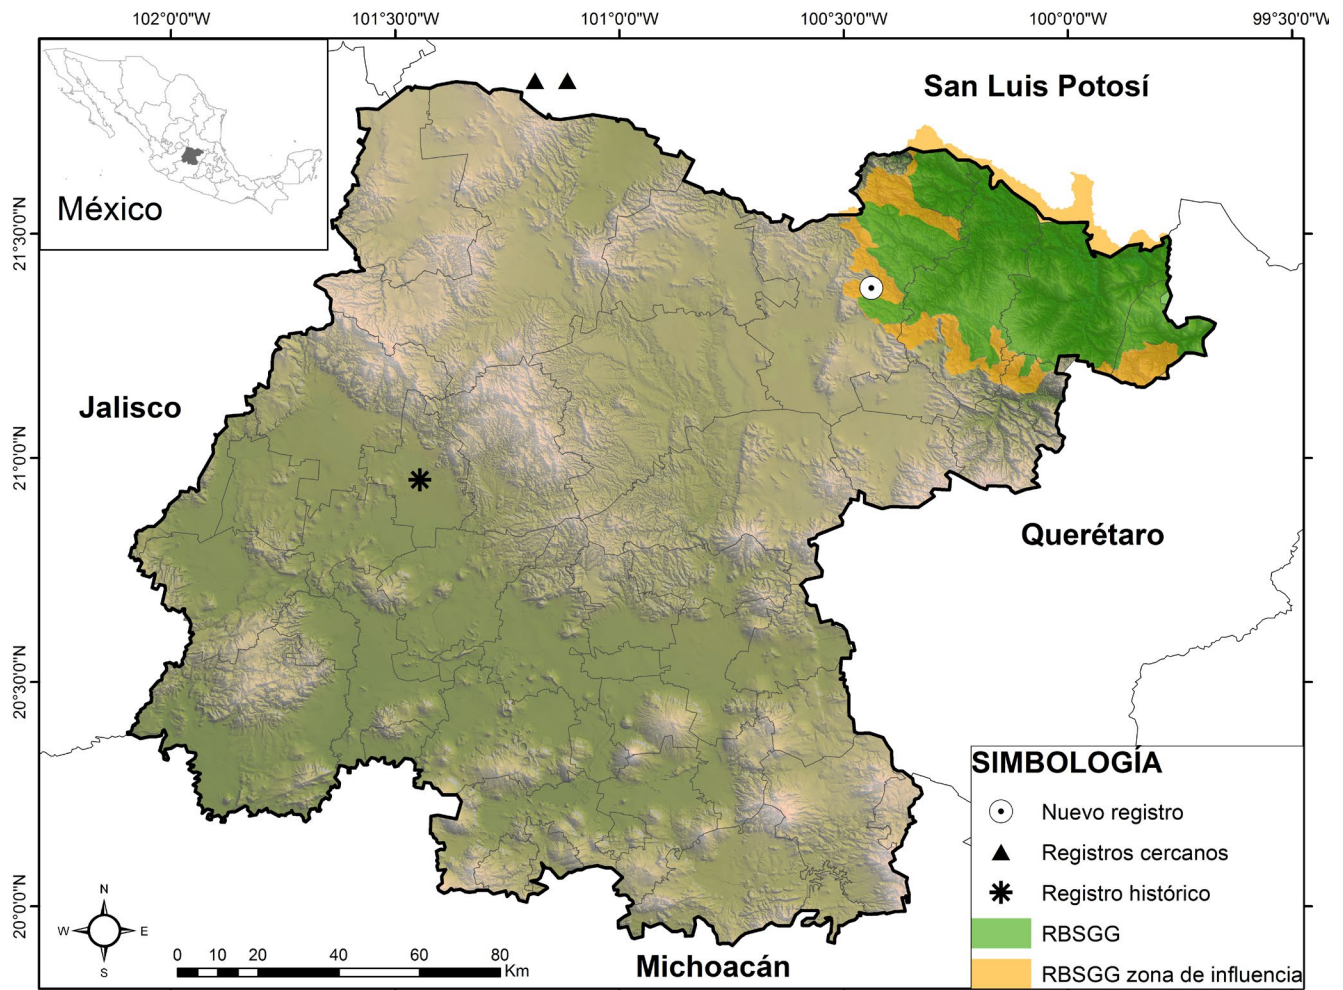 102°0'0"W 101°30'0"W 101°0'0"W 100°30'0"W 100°0'0"W 99°30'0"W
San Luis Potosí
México
21°30'0"N
Jalisco
21°0'0"N
Querétaro
20°30'0"N
SIMBOLOGÍA
Nuevo registro
Registros cercanos
Registro histórico
RBSGG
RBSGG zona de influencia
20°0'0"N
N
W E
S
0 10 20 40 60 80
Km
Michoacán